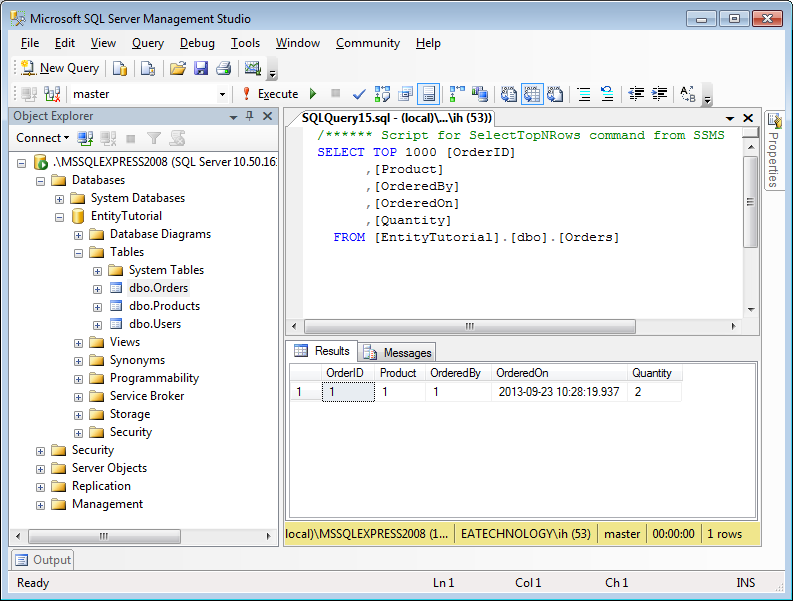 Microsoft SQL Server Management Studio
File Edit View Query Debug Tools Window Community Help
New Query
master Execute
Object Explorer
Connect
.\MSSQLEXPRESS2008 (SQL Server 10.50.16
Databases
System Databases
EntityTutorial
Database Diagrams
Tables
System Tables
dbo.Orders
dbo.Products
dbo.Users
Views
Synonyms
Programmability
Service Broker
Storage
Security
Security
Server Objects
Replication
Management
SQLQuery15.sql - (local)\...\ih (53))
/****** Script for SelectTopNRows command from SSMS
SELECT TOP 1000 [OrderID]
,[Product]
,[OrderedBy]
,[OrderedOn]
,[Quantity]
FROM [EntityTutorial].[dbo].[Orders]
Properties
Results Messages
OrderID Product OrderedBy OrderedOn Quantity
1 1 1 1 2013-09-23 10:28:19.937 2
local)\MSSQLEXPRESS2008 (1... EATECHNOLOGY\ih (53) master 00:00:00 1 rows
Output
Ready Ln 1 Col 1 Ch 1 INS